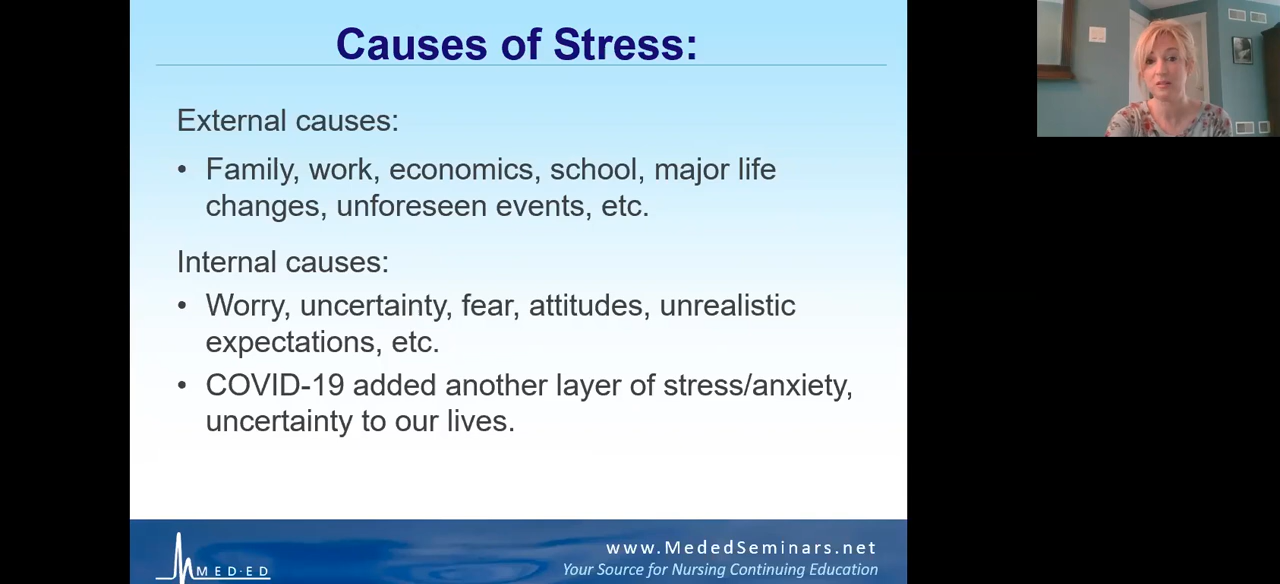 Causes of Stress:
External causes:
• Family, work, economics, school, major life
changes, unforeseen events, etc.
Internal causes:
• Worry, uncertainty, fear, attitudes, unrealistic
expectations, etc.
• COVID-19 added another layer of stress/anxiety,
uncertainty to our lives.
MED·ED
www.MededSeminars.net
Your Source for Nursing Continuing Education